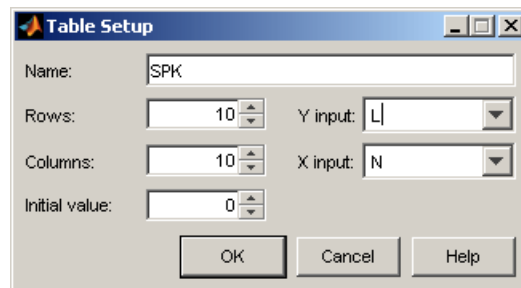 Table Setup
Name: SPK
Rows: 10 Y input: L
Columns: 10 X input: N
Initial value: 0
OK Cancel Help